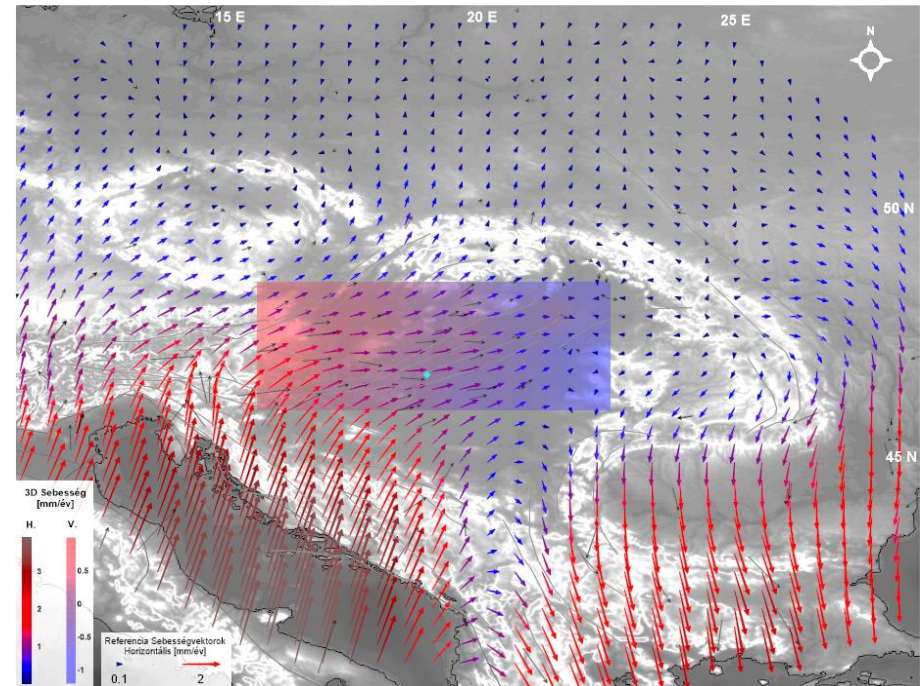 15 E
20 E
25 E
N
50 N
45 N
3D Sebesség
[mm/év]
H.
V.
3
2
1
0.5
0
-0.5
-1
Referencia Sebességvektorok
Horizontális [mm/év]
0.1
2